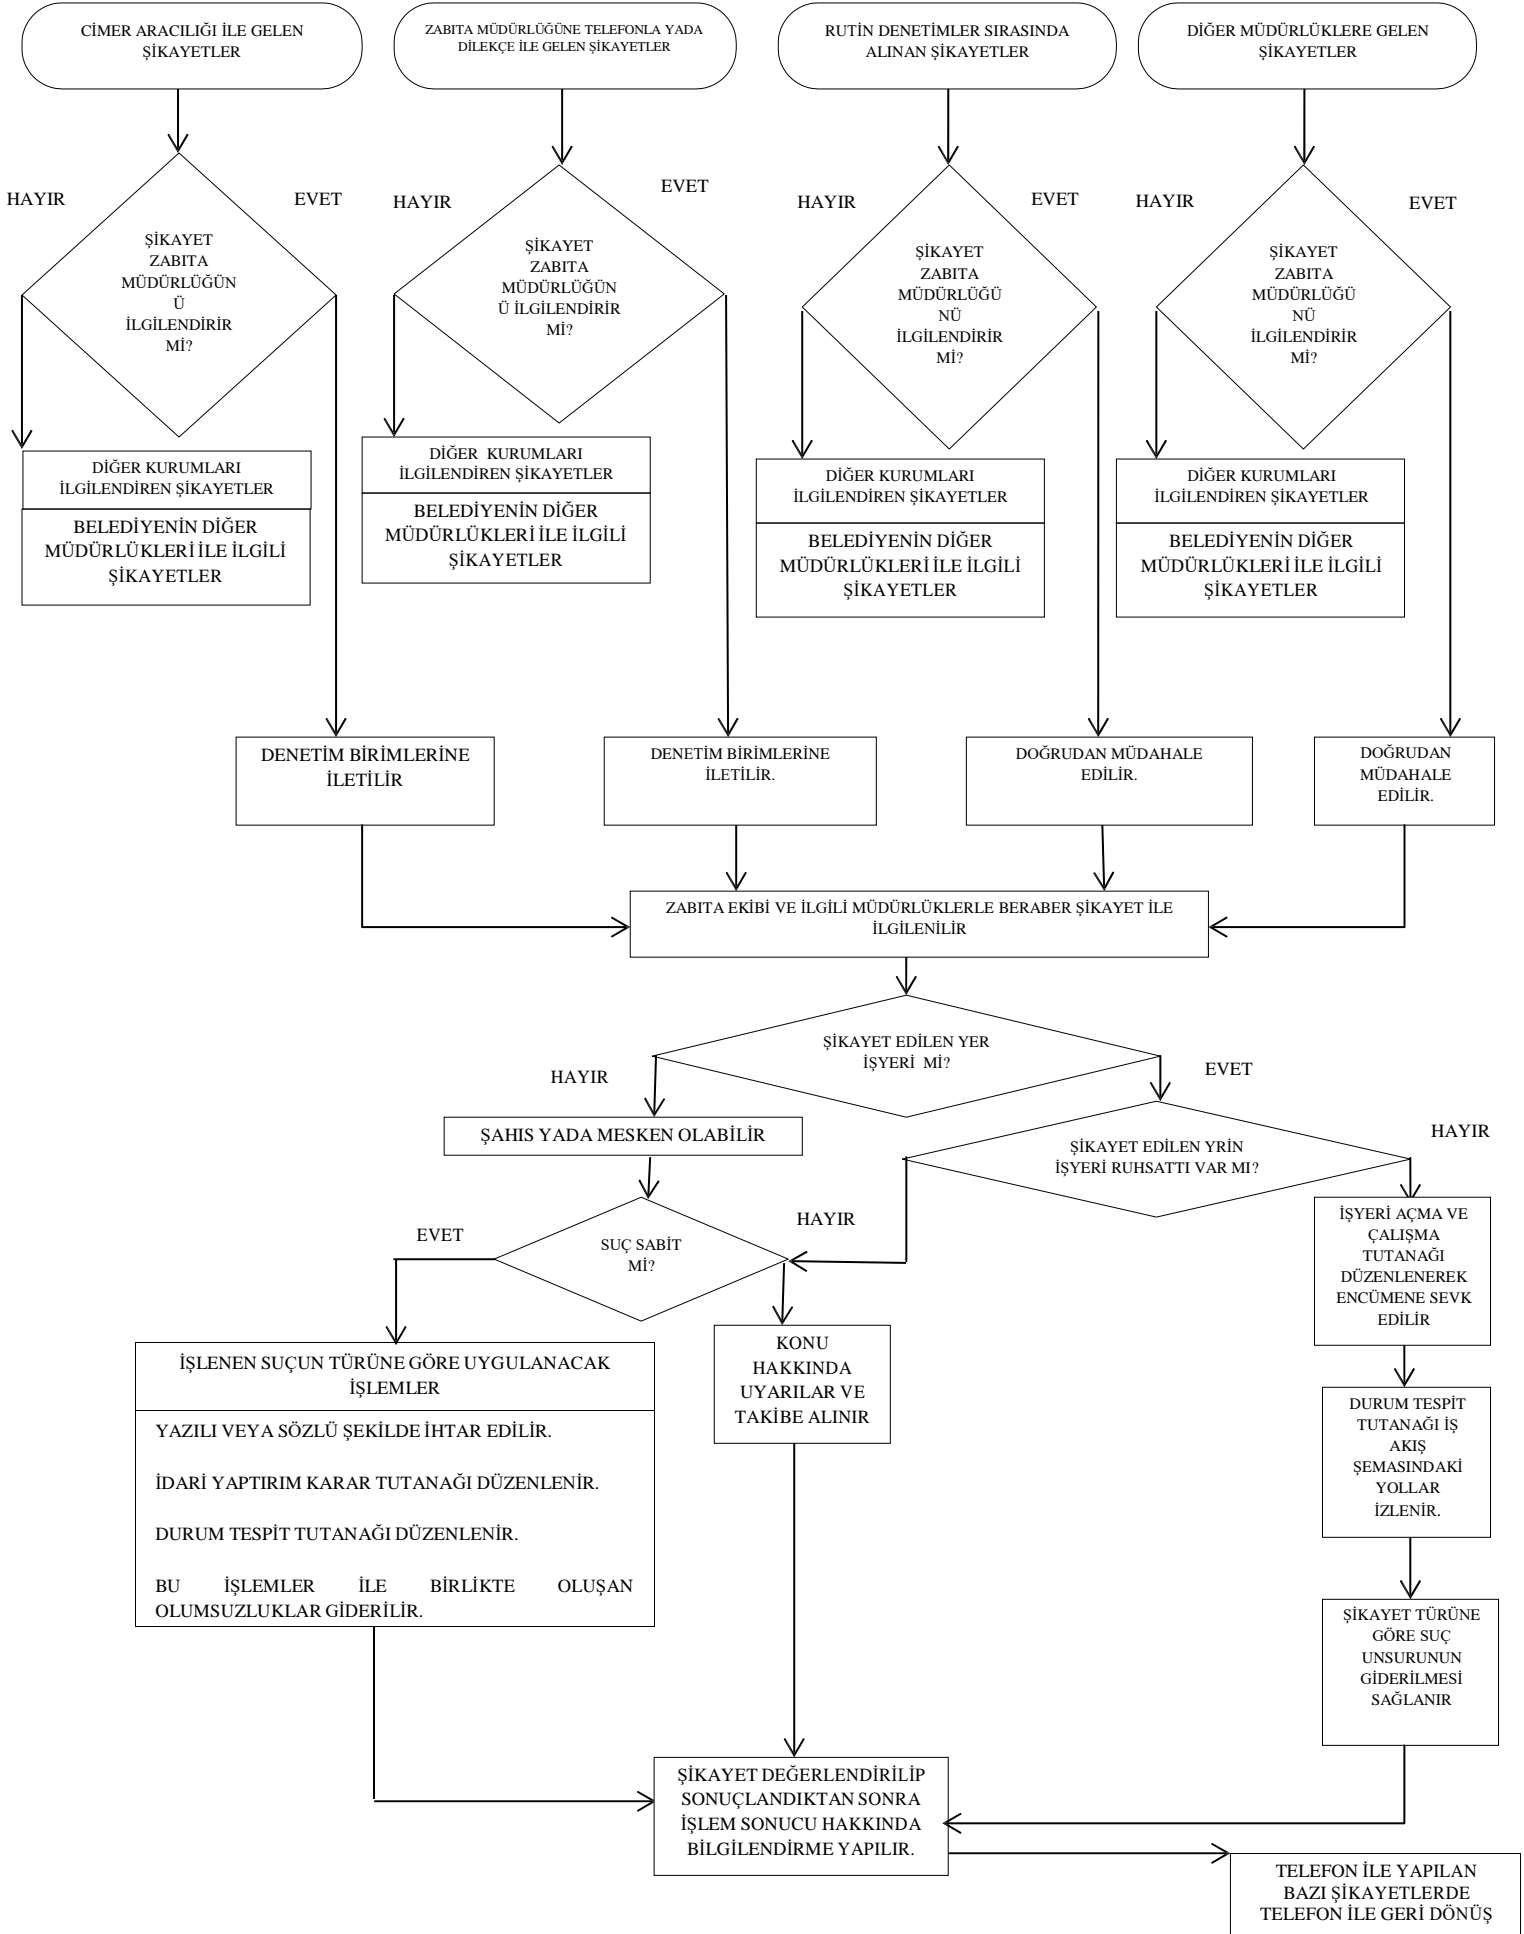 CİMER ARACILIĞI İLE GELEN
ŞİKAYETLER
ZABITA MÜDÜRLÜĞÜNE TELEFONLA YADA
DİLEKÇE İLE GELEN ŞİKAYETLER
RUTİN DENETİMLER SIRASINDA
ALINAN ŞİKAYETLER
DİĞER MÜDÜRLÜKLERE GELEN
ŞİKAYETLER
HAYIR
EVET
ŞİKAYET
ZABITA
MÜDÜRLÜĞÜN
Ü
İLGİLENDİRİR
Mİ?
HAYIR
EVET
ŞİKAYET
ZABITA
MÜDÜRLÜĞÜN
Ü İLGİLENDİRİR
Mİ?
HAYIR
EVET
ŞİKAYET
ZABITA
MÜDÜRLÜĞÜ
NÜ
İLGİLENDİRİR
Mİ?
HAYIR
EVET
ŞİKAYET
ZABITA
MÜDÜRLÜĞÜ
NÜ
İLGİLENDİRİR
Mİ?
DİĞER KURUMLARI
İLGİLENDİREN ŞİKAYETLER
BELEDİYENİN DİĞER
MÜDÜRLÜKLERİ İLE İLGİLİ
ŞİKAYETLER
DİĞER KURUMLARI
İLGİLENDİREN ŞİKAYETLER
BELEDİYENİN DİĞER
MÜDÜRLÜKLERİ İLE İLGİLİ
ŞİKAYETLER
DİĞER KURUMLARI
İLGİLENDİREN ŞİKAYETLER
BELEDİYENİN DİĞER
MÜDÜRLÜKLERİ İLE İLGİLİ
ŞİKAYETLER
DİĞER KURUMLARI
İLGİLENDİREN ŞİKAYETLER
BELEDİYENİN DİĞER
MÜDÜRLÜKLERİ İLE İLGİLİ
ŞİKAYETLER
DENETİM BİRİMLERİNE
İLETİLİR
DENETİM BİRİMLERİNE
İLETİLİR.
DOĞRUDAN MÜDAHALE
EDİLİR.
DOĞRUDAN
MÜDAHALE
EDİLİR.
ZABITA EKİBİ VE İLGİLİ MÜDÜRLÜKLERLE BERABER ŞİKAYET İLE
İLGİLENİLİR
ŞİKAYET EDİLEN YER
İŞYERİ Mİ?
HAYIR
EVET
ŞAHIS YADA MESKEN OLABİLİR
ŞİKAYET EDİLEN YRİN
İŞYERİ RUHSATTI VAR MI?
HAYIR
EVET
SUÇ SABİT
Mİ?
HAYIR
İŞYERİ AÇMA VE
ÇALIŞMA
TUTANAĞI
DÜZENLENEREK
ENCÜMENE SEVK
EDİLİR
İŞLENEN SUÇUN TÜRÜNE GÖRE UYGULANACAK
İŞLEMLER
YAZILI VEYA SÖZLÜ ŞEKİLDE İHTAR EDİLİR.
İDARİ YAPTIRIM KARAR TUTANAĞI DÜZENLENİR.
DURUM TESPİT TUTANAĞI DÜZENLENİR.
BU İŞLEMLER İLE BİRLİKTE OLUŞAN
OLUMSUZLUKLAR GİDERİLİR.
KONU
HAKKINDA
UYARILAR VE
TAKİBE ALINIR
DURUM TESPİT
TUTANAĞI İŞ
AKIŞ
ŞEMASINDAKİ
YOLLAR
İZLENİR.
ŞİKAYET TÜRÜNE
GÖRE SUÇ
UNSURUNUN
GİDERİLMESİ
SAĞLANIR
ŞİKAYET DEĞERLENDİRİLİP
SONUÇLANDIKTAN SONRA
İŞLEM SONUCU HAKKINDA
BİLGİLENDİRME YAPILIR.
TELEFON İLE YAPILAN
BAZI ŞİKAYETLERDE
TELEFON İLE GERİ DÖNÜŞ